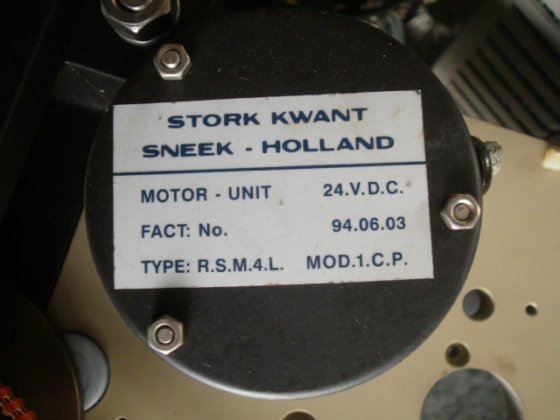 STORK KWANT
SNEEK - HOLLAND
MOTOR - UNIT 24.V.D.C.
FACT: No. 94.06.03
TYPE: R.S.M.4.L. MOD.1.C.P.